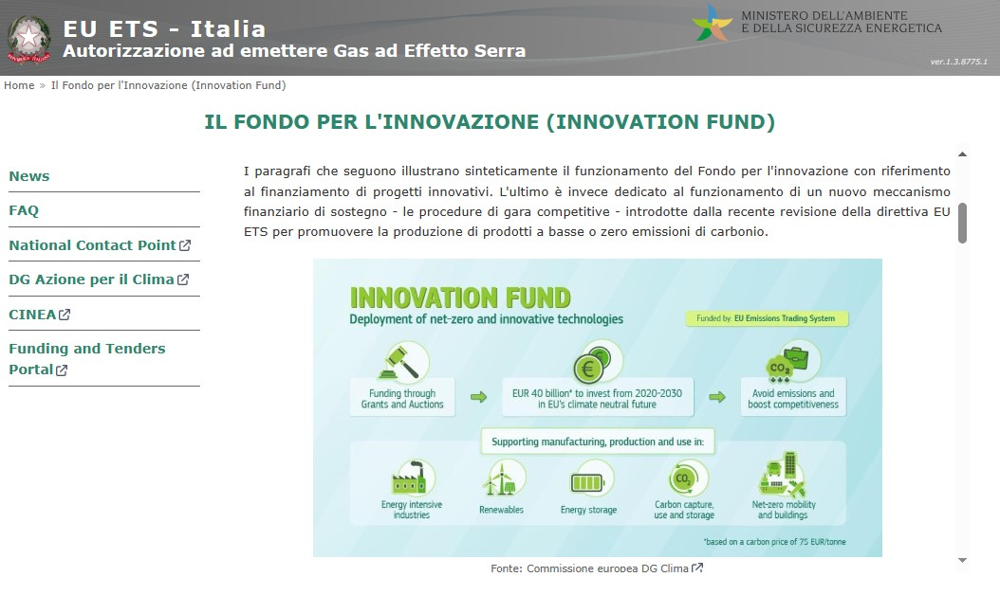 EU ETS - Italia
Autorizzazione ad emettere Gas ad Effetto Serra
MINISTERO DELL'AMBIENTE
E DELLA SICUREZZA ENERGETICA
ver.1.3.8775.1
REPUBBLICA ITALIANA
Home » Il Fondo per l'Innovazione (Innovation Fund)
IL FONDO PER L'INNOVAZIONE (INNOVATION FUND)
News
FAQ
National Contact Point
DG Azione per il Clima
CINEA
Funding and Tenders
Portal
I paragrafi che seguono illustrano sinteticamente il funzionamento del Fondo per l'innovazione con riferimento
al finanziamento di progetti innovativi. L'ultimo è invece dedicato al funzionamento di un nuovo meccanismo
finanziario di sostegno - le procedure di gara competitive - introdotte dalla recente revisione della direttiva EU
ETS per promuovere la produzione di prodotti a basse o zero emissioni di carbonio.
INNOVATION FUND
Deployment of net-zero and innovative technologies
Funded by: EU Emissions Trading System
Funding through
Grants and Auctions
€
€
EUR 40 billion* to invest from 2020-2030
in EU's climate neutral future
CO2
Avoid emissions and
boost competitiveness
Supporting manufacturing, production and use in:
Energy intensive
industries
Renewables
Energy storage
CO2
Carbon capture,
use and storage
Net-zero mobility
and buildings
*based on a carbon price of 75 EUR/tonne
Fonte: Commissione europea DG Clima